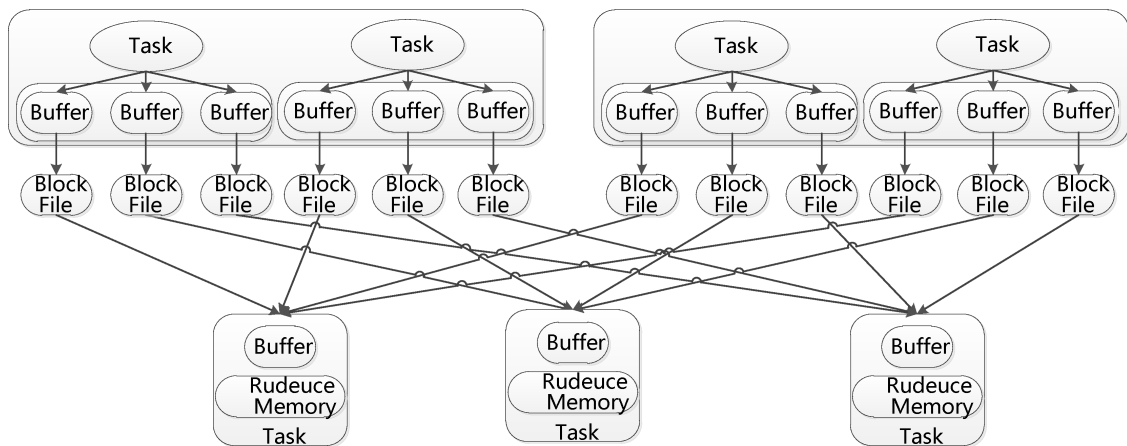 Task Task Task Task
Buffer Buffer Buffer Buffer Buffer Buffer Buffer Buffer Buffer Buffer Buffer Buffer
Block Block Block Block Block Block Block Block Block Block Block Block
File File File File File File File File File File File File
Buffer Buffer Buffer
Rudeuce Rudeuce Rudeuce
Memory Memory Memory
Task Task Task